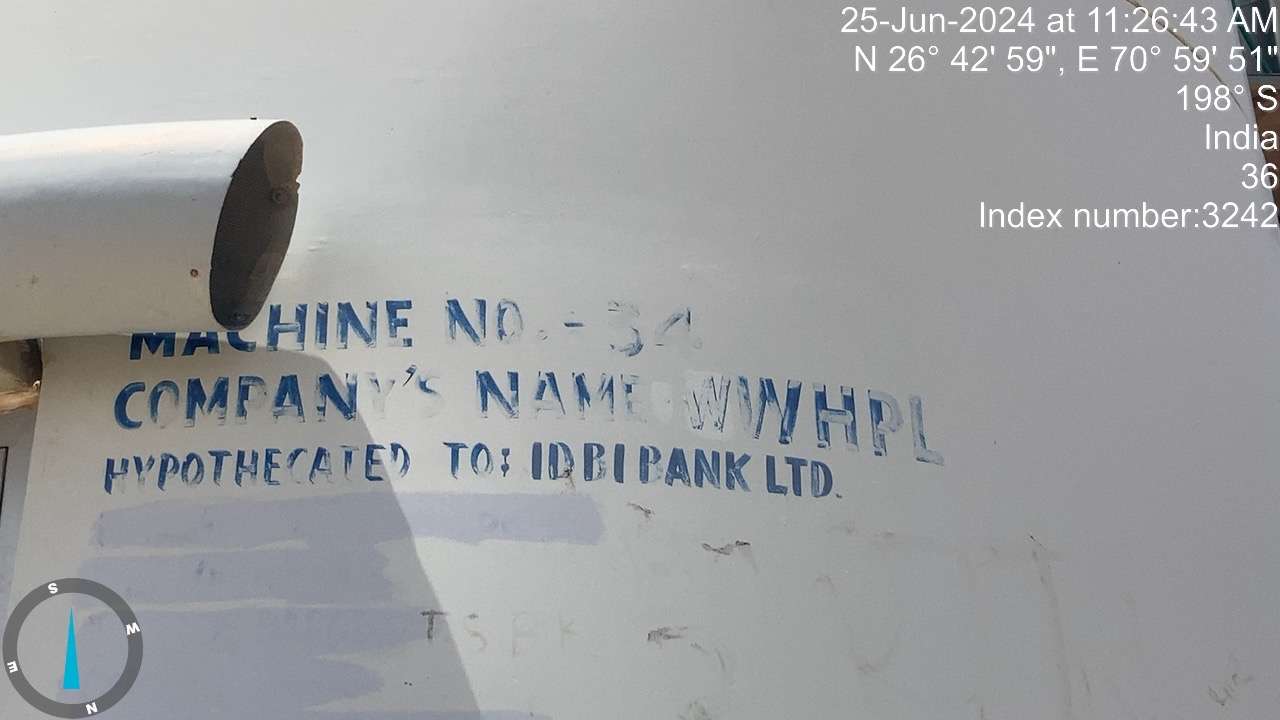 25-Jun-2024 at 11:26:43 AM
N 26° 42' 59", E 70° 59' 51"
198° S
India
36
Index number:3242
MACHINE NO.- 34
COMPANY'S NAME WWHPL
HYPOTHECATED TO: IDBI BANK LTD.
S
W
E
N